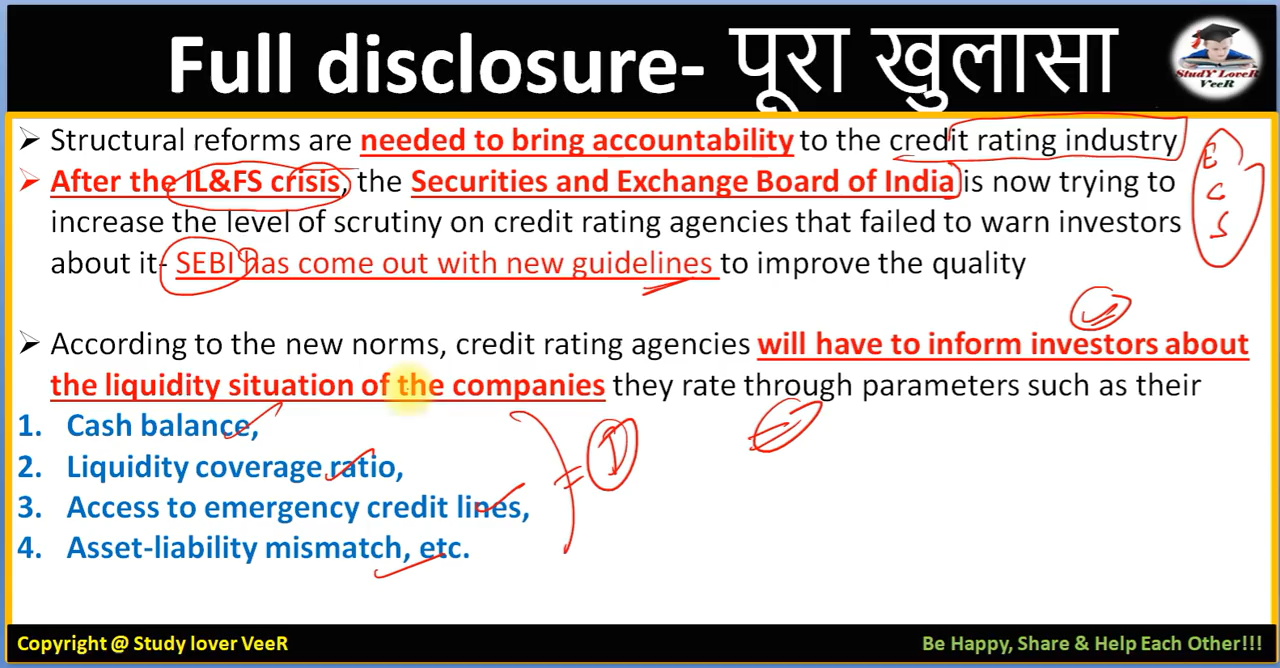 Full disclosure- पूरा खुलासा
StudY LoveR
VeeR
➢ Structural reforms are needed to bring accountability to the credit rating industry
➢ After the IL&FS crisis, the Securities and Exchange Board of India is now trying to
increase the level of scrutiny on credit rating agencies that failed to warn investors
about it- SEBI has come out with new guidelines to improve the quality
E
C
S
➢ According to the new norms, credit rating agencies will have to inform investors about
the liquidity situation of the companies they rate through parameters such as their
1. Cash balance,
2. Liquidity coverage ratio,
3. Access to emergency credit lines,
4. Asset-liability mismatch, etc.
= I
Copyright @ Study lover VeeR
Be Happy, Share & Help Each Other!!!